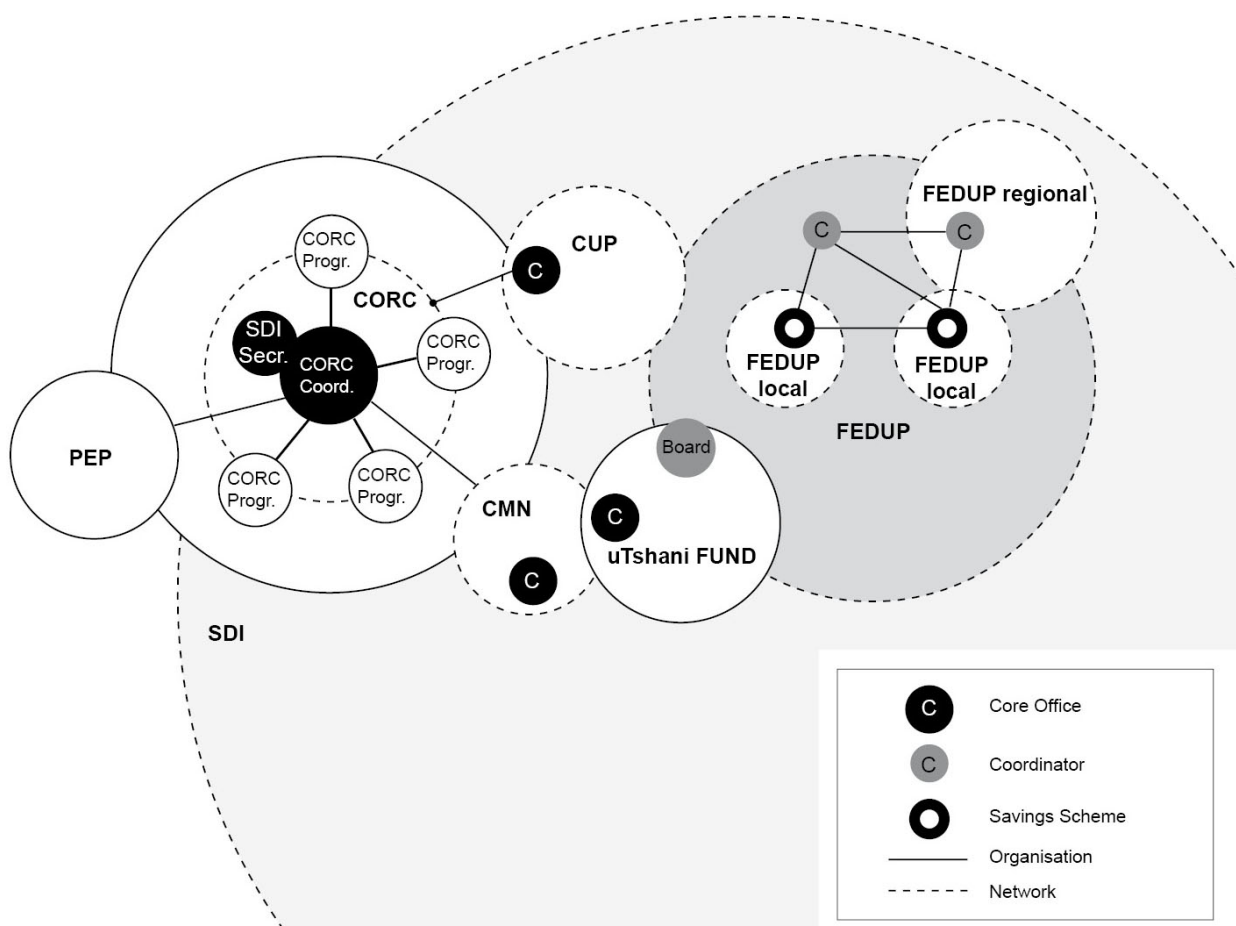 FEDUP regional
C
C
CUP
C
CORC
Progr.
CORC
SDI
Secr.
CORC
Coord.
CORC
Progr.
FEDUP
local
FEDUP
local
FEDUP
PEP
Board
CORC
Progr.
CORC
Progr.
CMN
C
C
uTshani FUND
SDI
C
Core Office
C
Coordinator
Savings Scheme
Organisation
Network